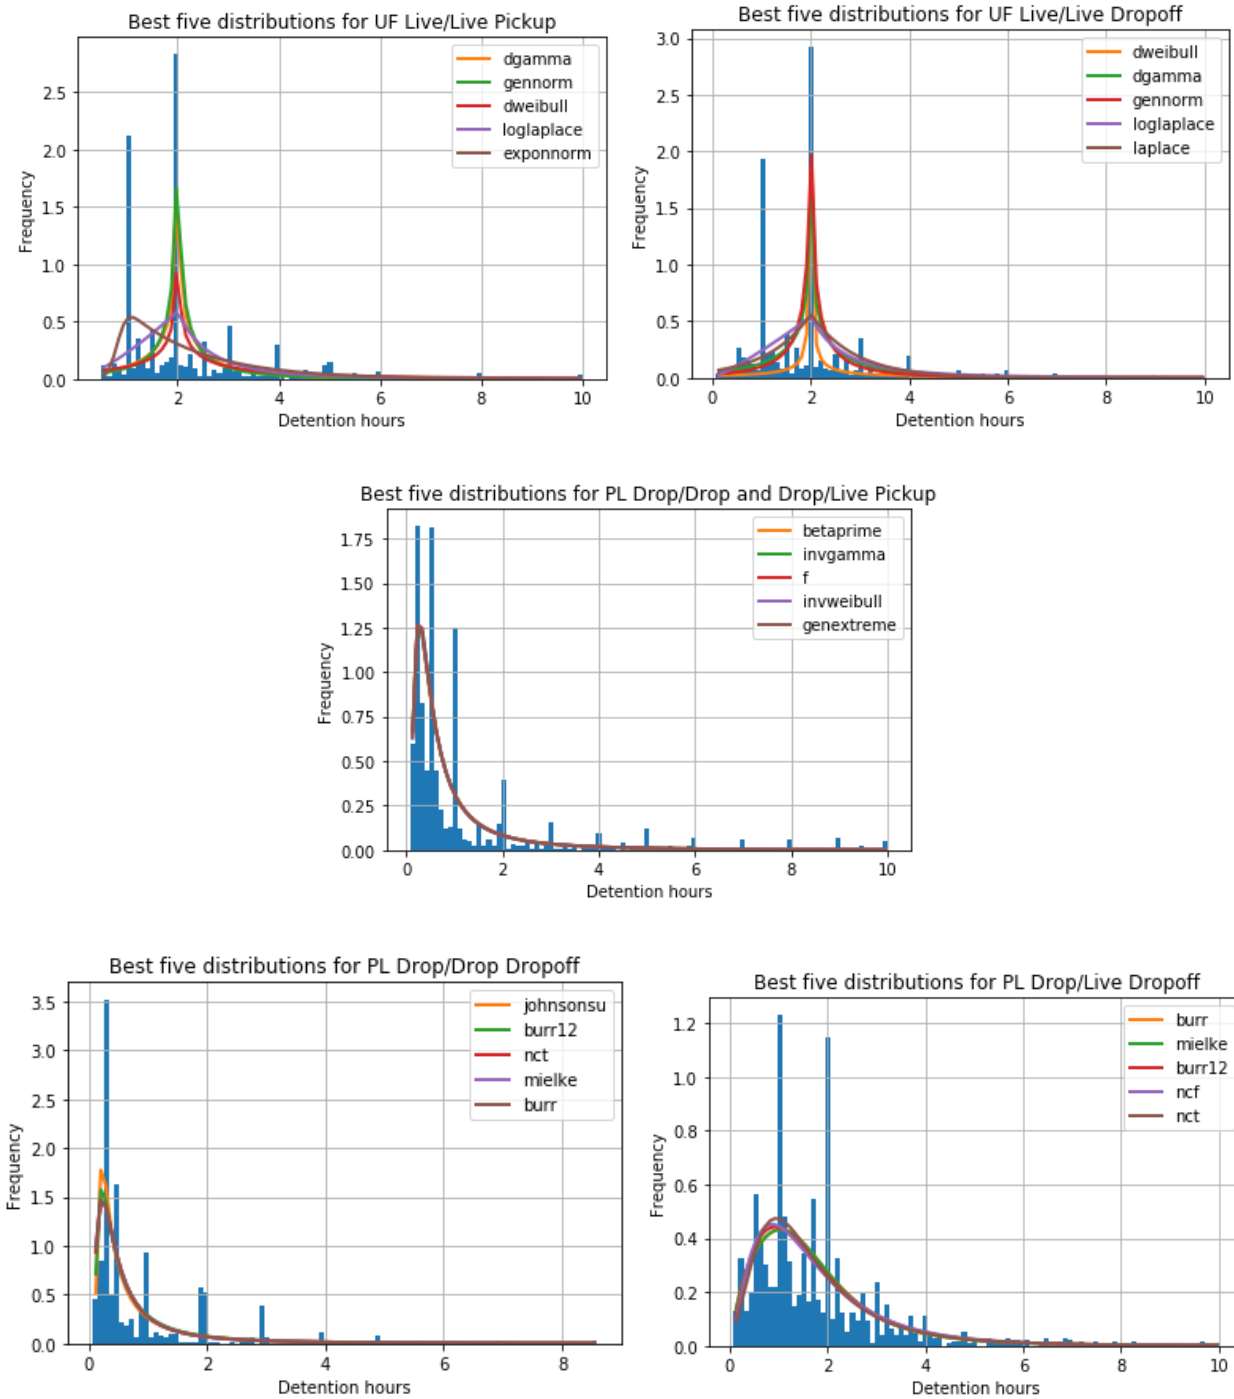 Best five distributions for UF Live/Live Pickup
dgamma
gennorm
dweibull
loglaplace
exponnorm
Frequency
2.5
2.0
1.5
1.0
0.5
0.0
2
4
6
8
10
Detention hours
Best five distributions for UF Live/Live Dropoff
dweibull
dgamma
gennorm
loglaplace
laplace
Frequency
3.0
2.5
2.0
1.5
1.0
0.5
0.0
0
2
4
6
8
10
Detention hours
Best five distributions for PL Drop/Drop and Drop/Live Pickup
betaprime
invgamma
f
invweibull
genextreme
Frequency
1.75
1.50
1.25
1.00
0.75
0.50
0.25
0.00
0
2
4
6
8
10
Detention hours
Best five distributions for PL Drop/Drop Dropoff
johnsonsu
burr12
nct
mielke
burr
Frequency
3.5
3.0
2.5
2.0
1.5
1.0
0.5
0.0
0
2
4
6
8
Detention hours
Best five distributions for PL Drop/Live Dropoff
burr
mielke
burr12
ncf
nct
Frequency
1.2
1.0
0.8
0.6
0.4
0.2
0.0
0
2
4
6
8
10
Detention hours